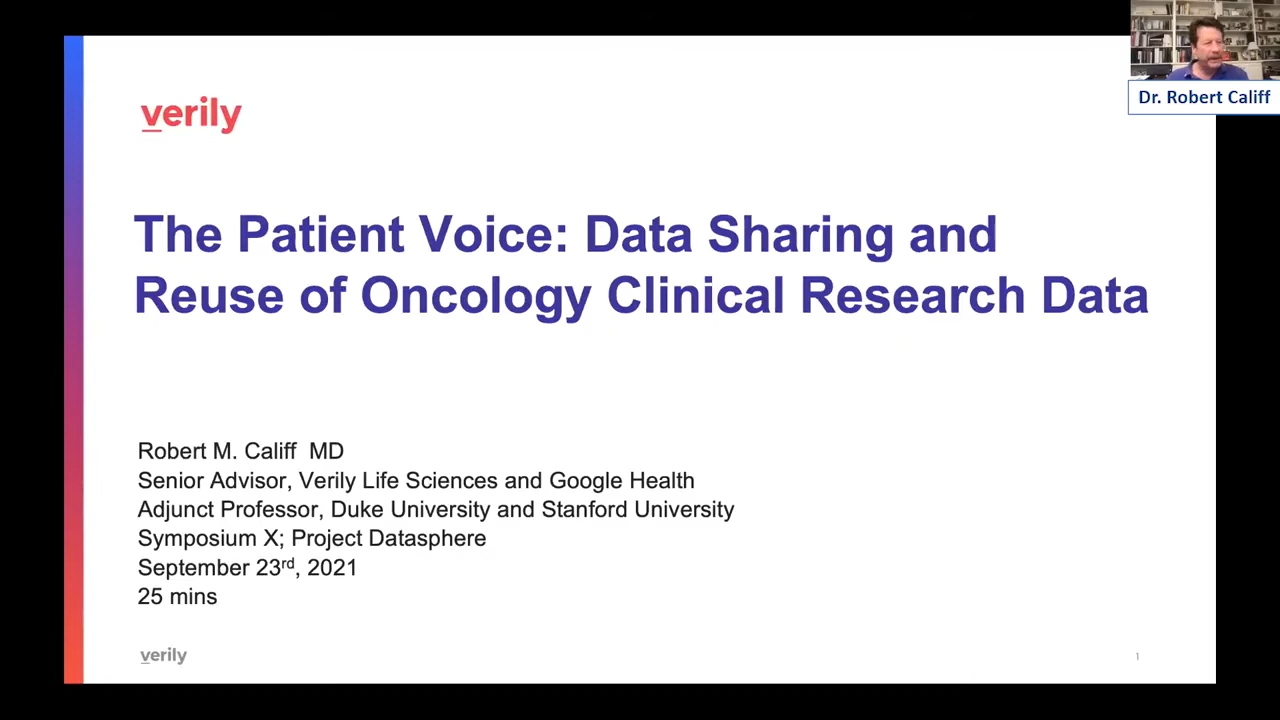 Dr. Robert Califf
verily
The Patient Voice: Data Sharing and
Reuse of Oncology Clinical Research Data
Robert M. Califf  MD
Senior Advisor, Verily Life Sciences and Google Health
Adjunct Professor, Duke University and Stanford University
Symposium X; Project Datasphere
September 23rd, 2021
25 mins
verily
1